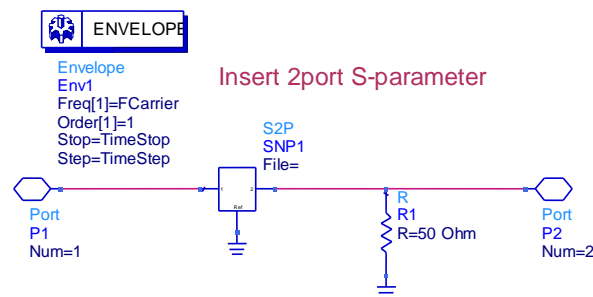 ENVELOPE
Envelope
Env1
Freq[1]=FCarrier
Order[1]=1
Stop=TimeStop
Step=TimeStep
Insert 2port S-parameter
S2P
SNP1
File=
1 2
Ref
Port
P1
Num=1
R
R1
R=50 Ohm
Port
P2
Num=2